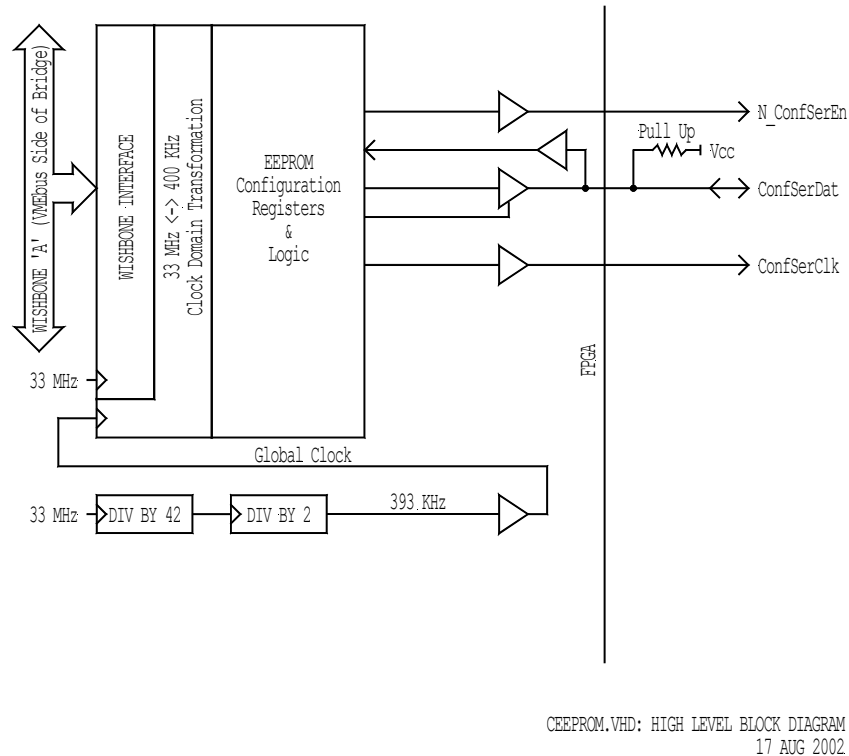 WISHBONE 'A' (VMEbus Side of Bridge)
WISHBONE INTERFACE
33 MHz <-> 400 KHz
Clock Domain Transformation
EEPROM
Configuration
Registers
&
Logic
N_ConfSerEn
Pull Up
Vcc
ConfSerDat
ConfSerClk
FPGA
33 MHz
Global Clock
33 MHz
DIV BY 42
DIV BY 2
393 KHz
CEEPROM.VHD: HIGH LEVEL BLOCK DIAGRAM
17 AUG 2002